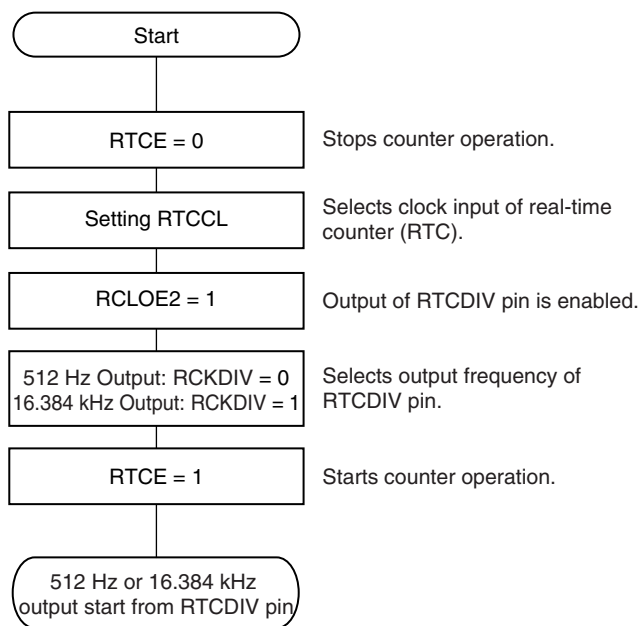 Start
RTCE = 0
Stops counter operation.
Setting RTCCL
Selects clock input of real-time
counter (RTC).
RCLOE2 = 1
Output of RTCDIV pin is enabled.
512 Hz Output: RCKDIV = 0
16.384 kHz Output: RCKDIV = 1
Selects output frequency of
RTCDIV pin.
RTCE = 1
Starts counter operation.
512 Hz or 16.384 kHz
output start from RTCDIV pin